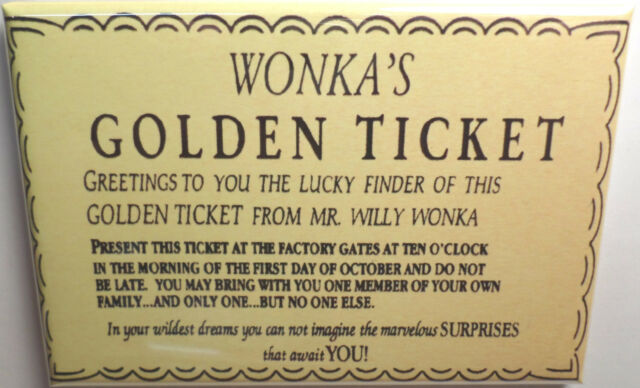 WONKA'S
GOLDEN TICKET
GREETINGS TO YOU THE LUCKY FINDER OF THIS
GOLDEN TICKET FROM MR. WILLY WONKA
PRESENT THIS TICKET AT THE FACTORY GATES AT TEN O'CLOCK
IN THE MORNING OF THE FIRST DAY OF OCTOBER AND DO NOT
BE LATE. YOU MAY BRING WITH YOU ONE MEMBER OF YOUR OWN
FAMILY...AND ONLY ONE...BUT NO ONE ELSE.
In your wildest dreams you can not imagine the marvelous SURPRISES
that await YOU!